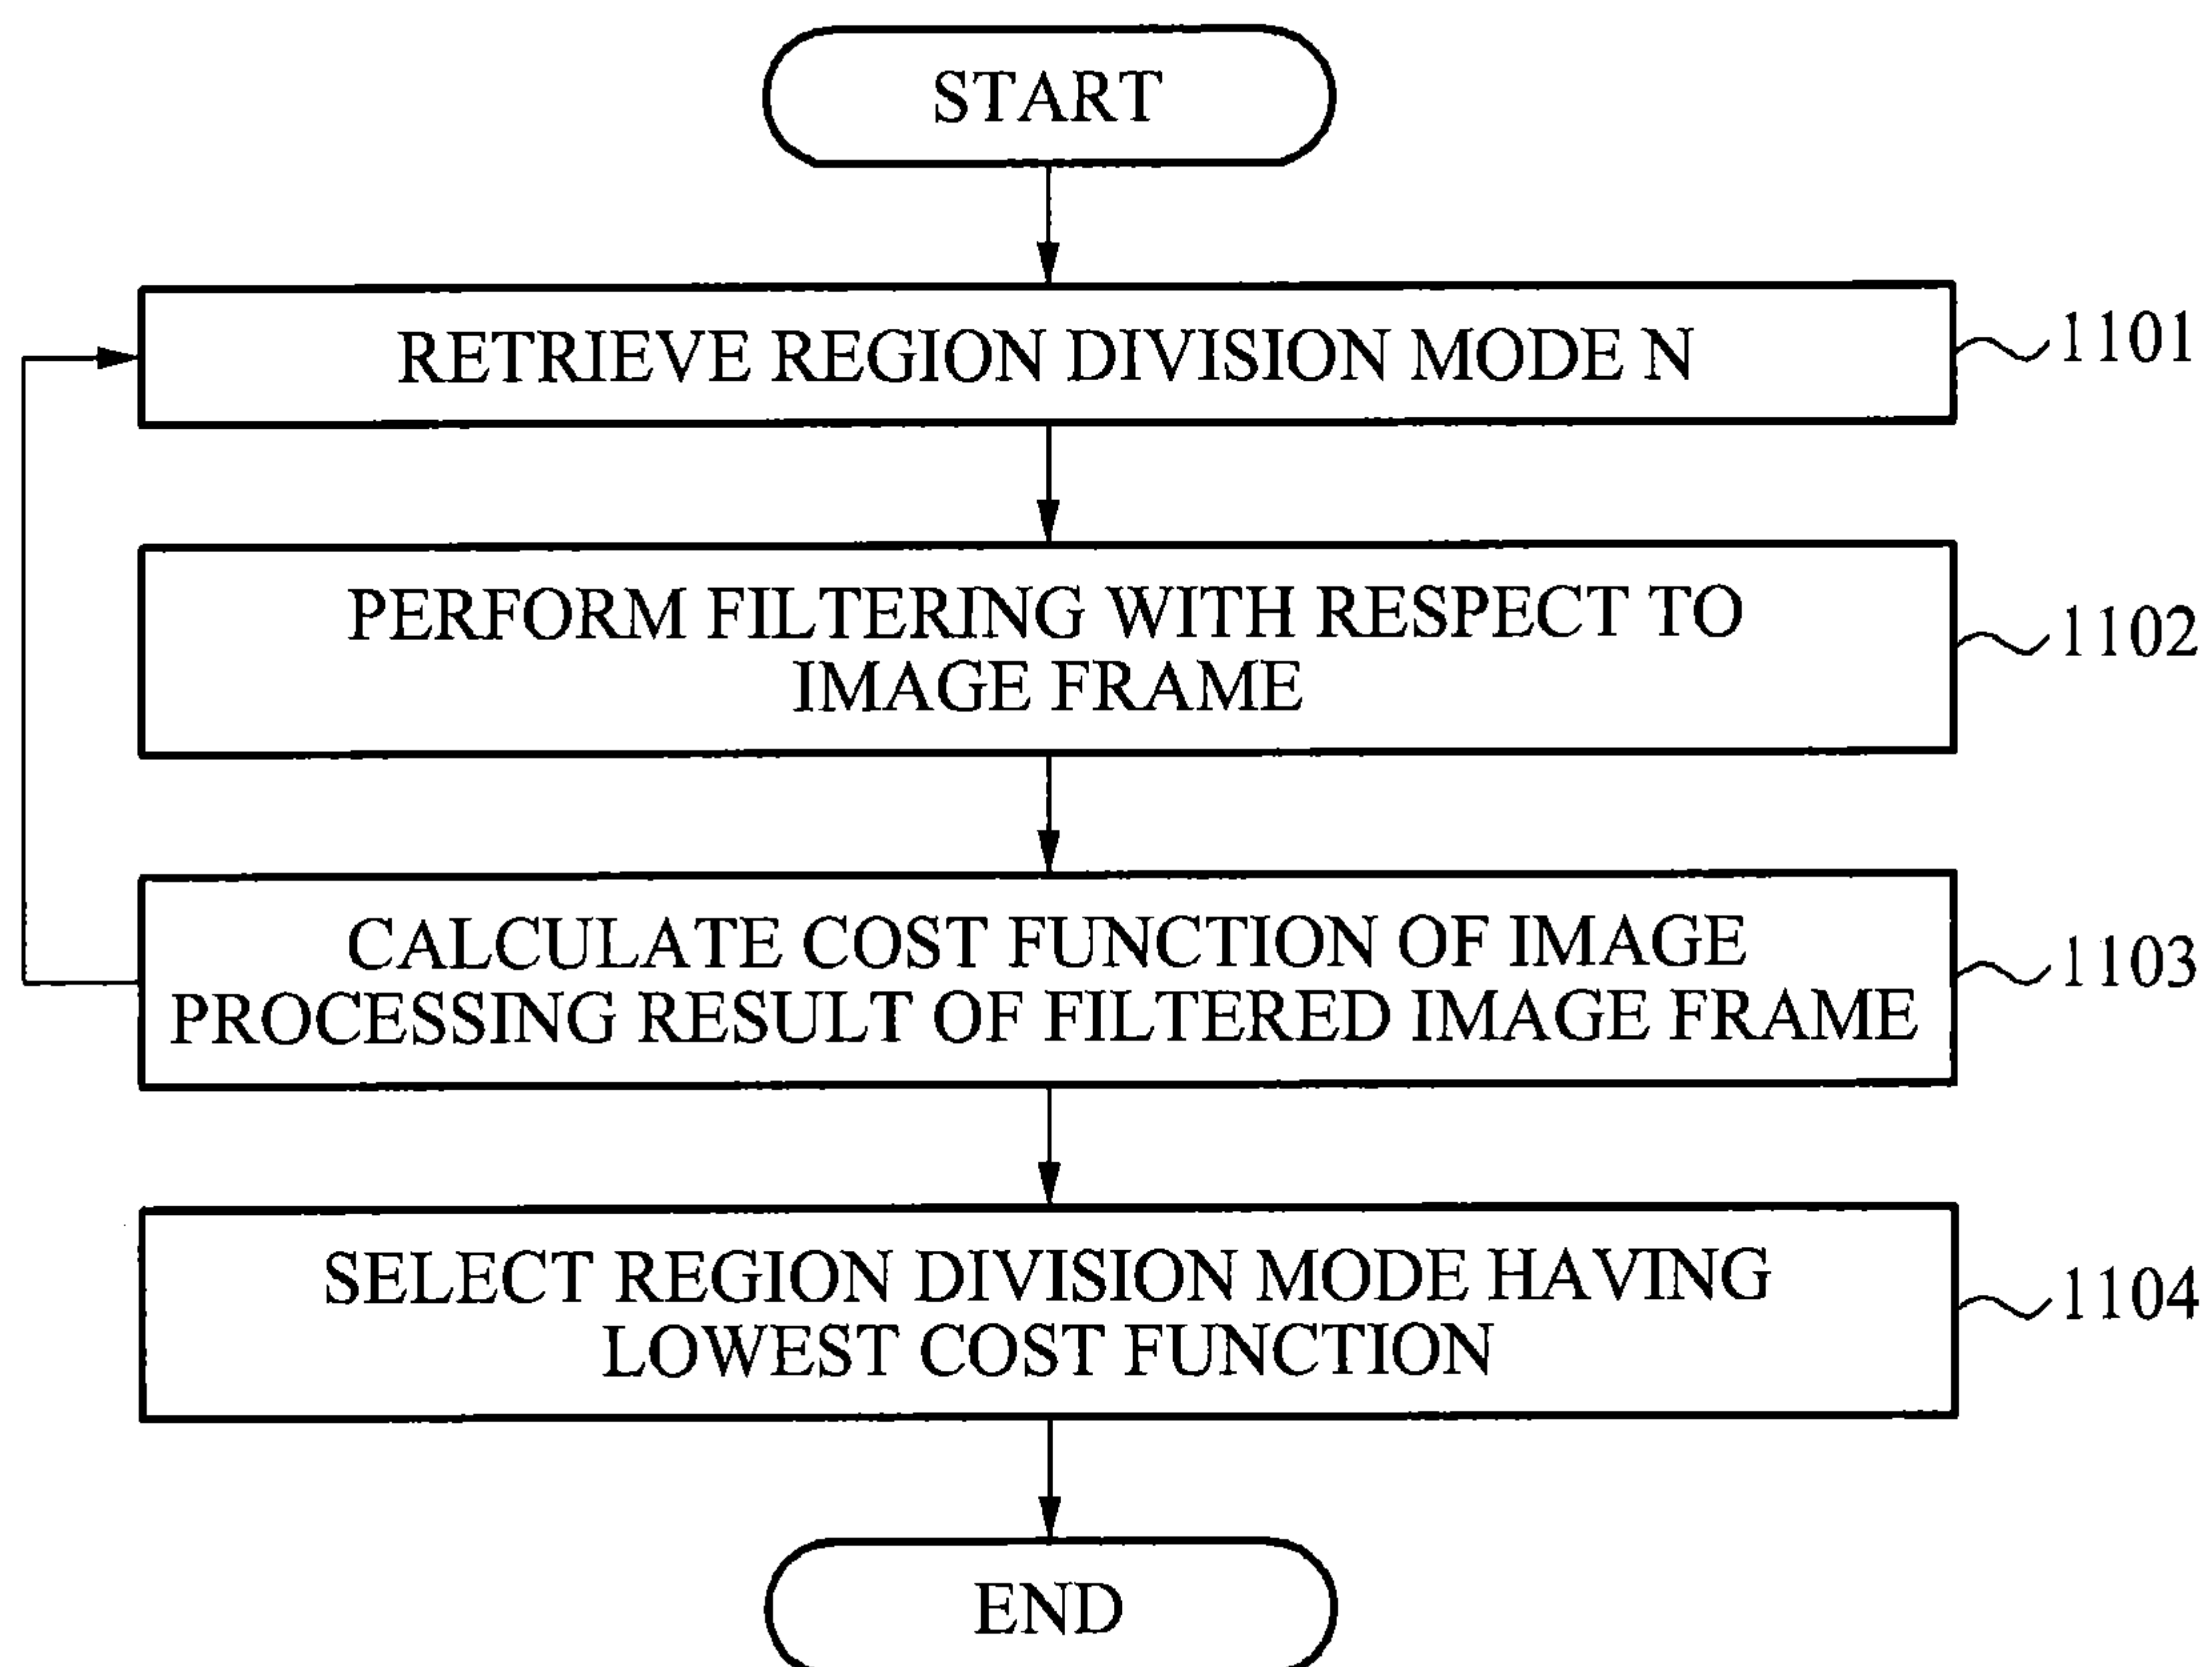 START
RETRIEVE REGION DIVISION MODE N
1101
PERFORM FILTERING WITH RESPECT TO
IMAGE FRAME
1102
CALCULATE COST FUNCTION OF IMAGE
PROCESSING RESULT OF FILTERED IMAGE FRAME
1103
SELECT REGION DIVISION MODE HAVING
LOWEST COST FUNCTION
1104
END